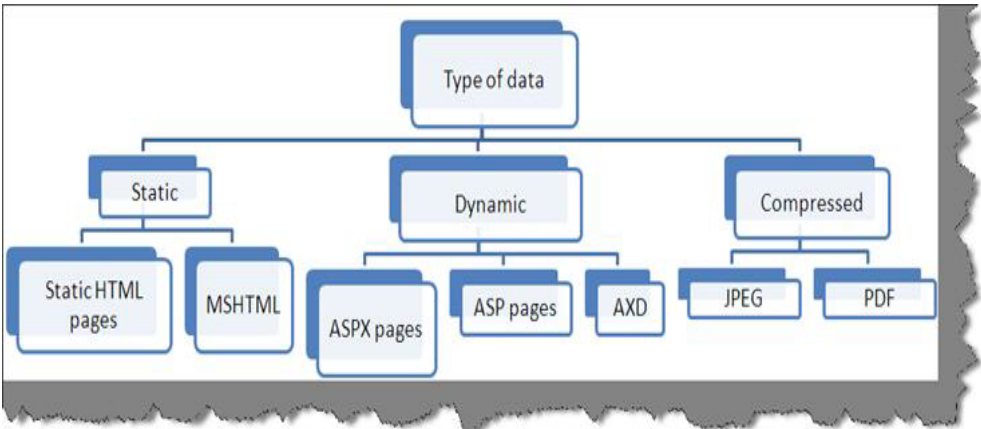 Type of data
Static
Dynamic
Compressed
Static HTML
pages
MSHTML
ASPX pages
ASP pages
AXD
JPEG
PDF